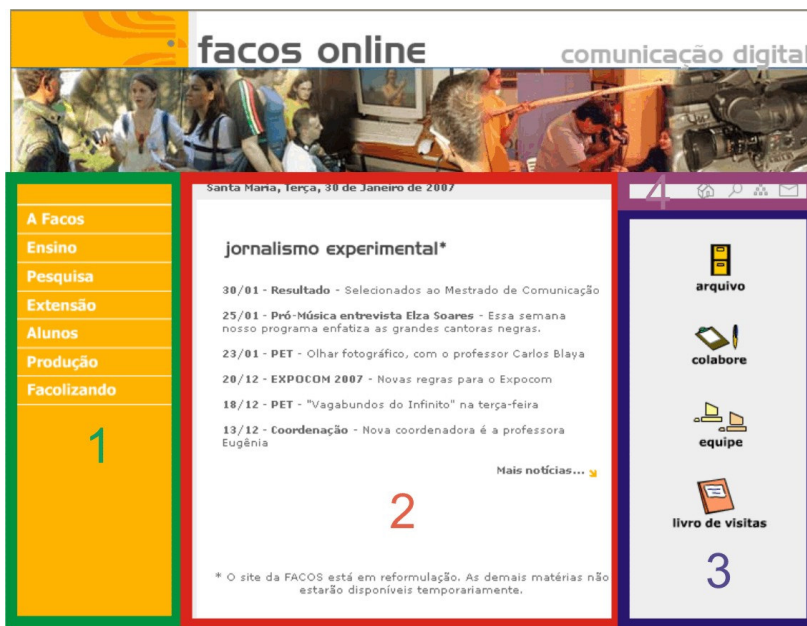 facos online
comunicação digital
Santa Maria, Terça, 30 de Janeiro de 2007
4
A Facos
Ensino
Pesquisa
Extensão
Alunos
Produção
Facolizando
1
jornalismo experimental*
30/01 - Resultado - Selecionados ao Mestrado de Comunicação
25/01 - Pró-Música entrevista Elza Soares - Essa semana
nosso programa enfatiza as grandes cantoras negras.
23/01 - PET - Olhar fotográfico, com o professor Carlos Blaya
20/12 - EXPOCOM 2007 - Novas regras para o Expocom
18/12 - PET - "Vagabundos do Infinito" na terça-feira
13/12 - Coordenação - Nova coordenadora é a professora
Eugênia
Mais notícias...
2
* O site da FACOS está em reformulação. As demais matérias não
estarão disponíveis temporariamente.
arquivo
colabore
equipe
livro de visitas
3